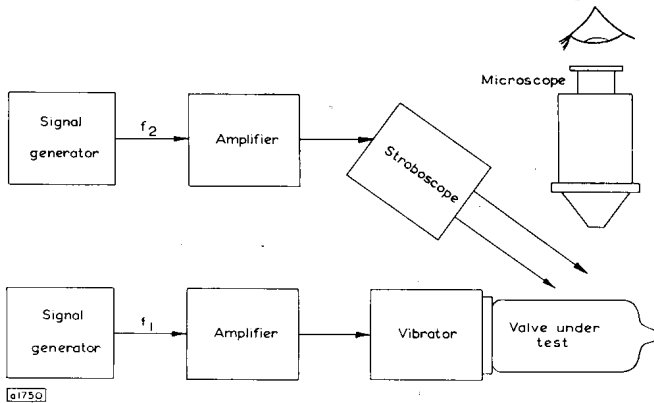 Microscope
Signal
generator
f2
Amplifier
Stroboscope
Signal
generator
f1
Amplifier
Vibrator
Valve under
test
a1750